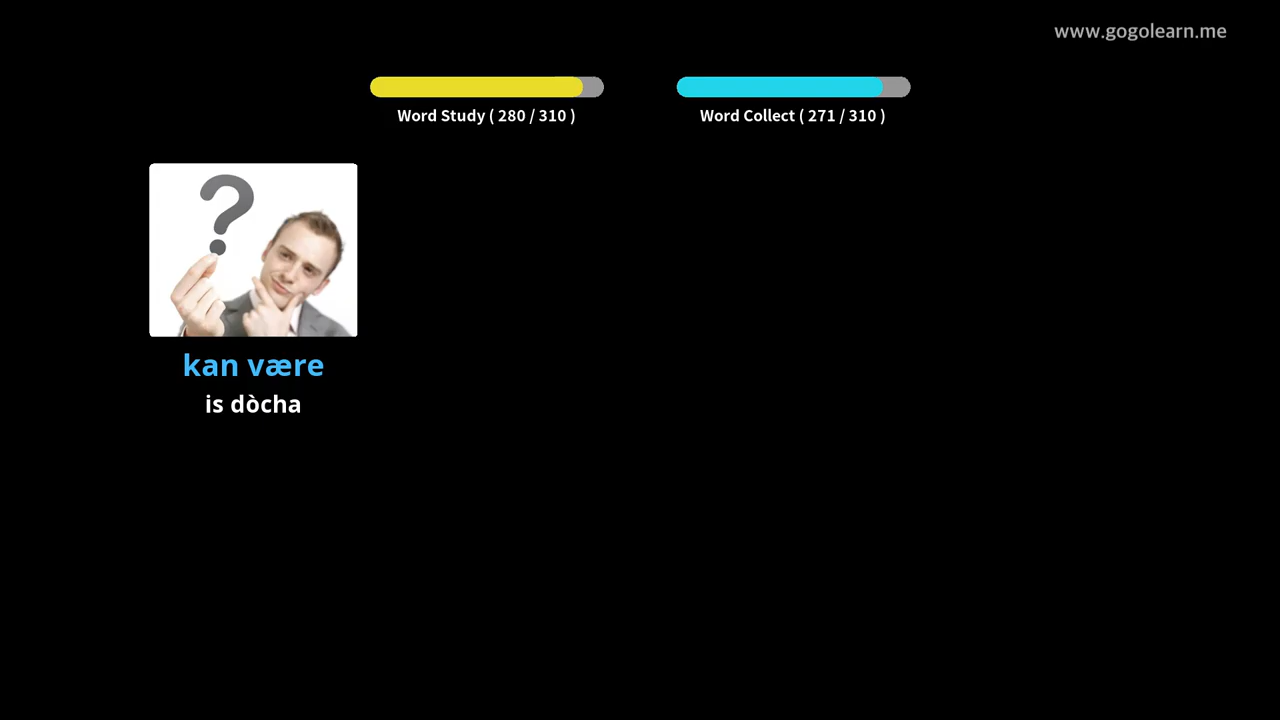 www.gogolearn.me
Word Study ( 280 / 310 )
Word Collect ( 271 / 310 )
?
kan være
is dòcha